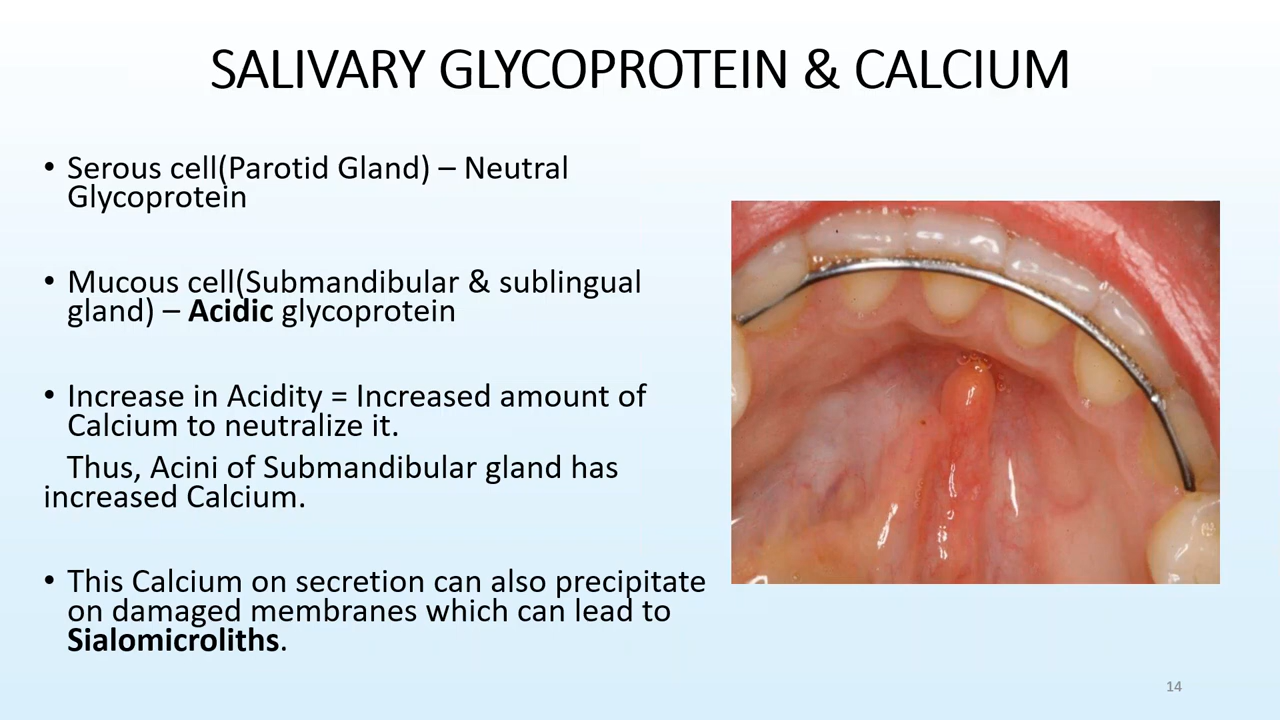 SALIVARY GLYCOPROTEIN & CALCIUM
• Serous cell(Parotid Gland) – Neutral
Glycoprotein
• Mucous cell(Submandibular & sublingual
gland) – Acidic glycoprotein
• Increase in Acidity = Increased amount of
Calcium to neutralize it.
Thus, Acini of Submandibular gland has
increased Calcium.
• This Calcium on secretion can also precipitate
on damaged membranes which can lead to
Sialomicroliths.
14